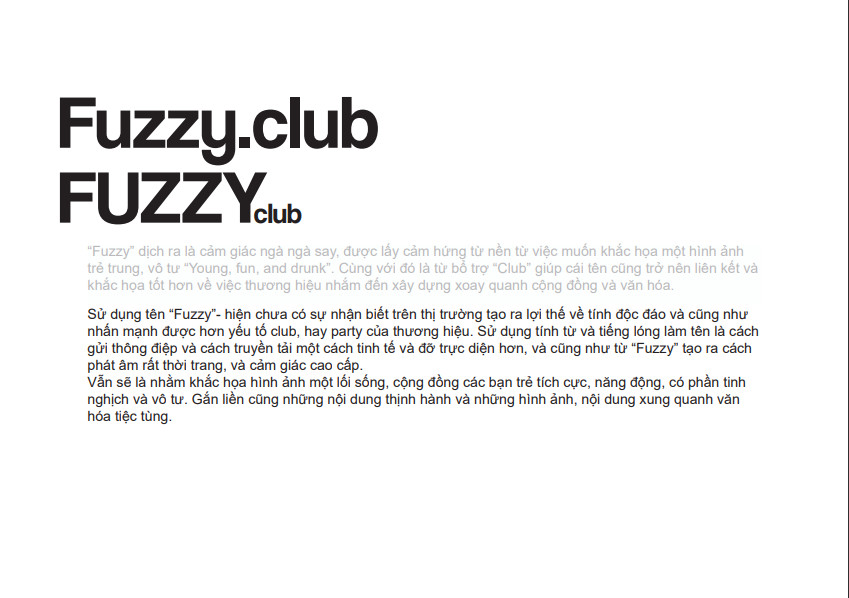 Fuzzy.club
FUZZYclub
“Fuzzy” dịch ra là cảm giác ngà ngà say, được lấy cảm hứng từ nền từ việc muốn khắc họa một hình ảnh
trẻ trung, vô tư “Young, fun, and drunk”. Cùng với đó là từ bổ trợ “Club” giúp cái tên cũng trở nên liên kết và
khắc họa tốt hơn về việc thương hiệu nhắm đến xây dựng xoay quanh cộng đồng và văn hóa.
Sử dụng tên “Fuzzy”- hiện chưa có sự nhận biết trên thị trường tạo ra lợi thế về tính độc đáo và cũng như
nhấn mạnh được hơn yếu tố club, hay party của thương hiệu. Sử dụng tính từ và tiếng lóng làm tên là cách
gửi thông điệp và cách truyền tải một cách tinh tế và đỡ trực diện hơn, và cũng như từ “Fuzzy” tạo ra cách
phát âm rất thời trang, và cảm giác cao cấp.
Vẫn sẽ là nhằm khắc họa hình ảnh một lối sống, cộng đồng các bạn trẻ tích cực, năng động, có phần tinh
nghịch và vô tư. Gắn liền cũng những nội dung thịnh hành và những hình ảnh, nội dung xung quanh văn
hóa tiệc tùng.